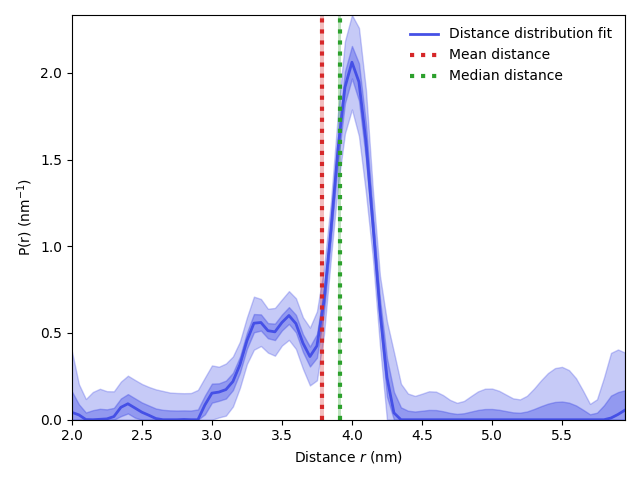 Distance distribution fit
Mean distance
Median distance
P(r) (nm⁻¹)
2.0
1.5
1.0
0.5
0.0
2.0 2.5 3.0 3.5 4.0 4.5 5.0 5.5
Distance r (nm)